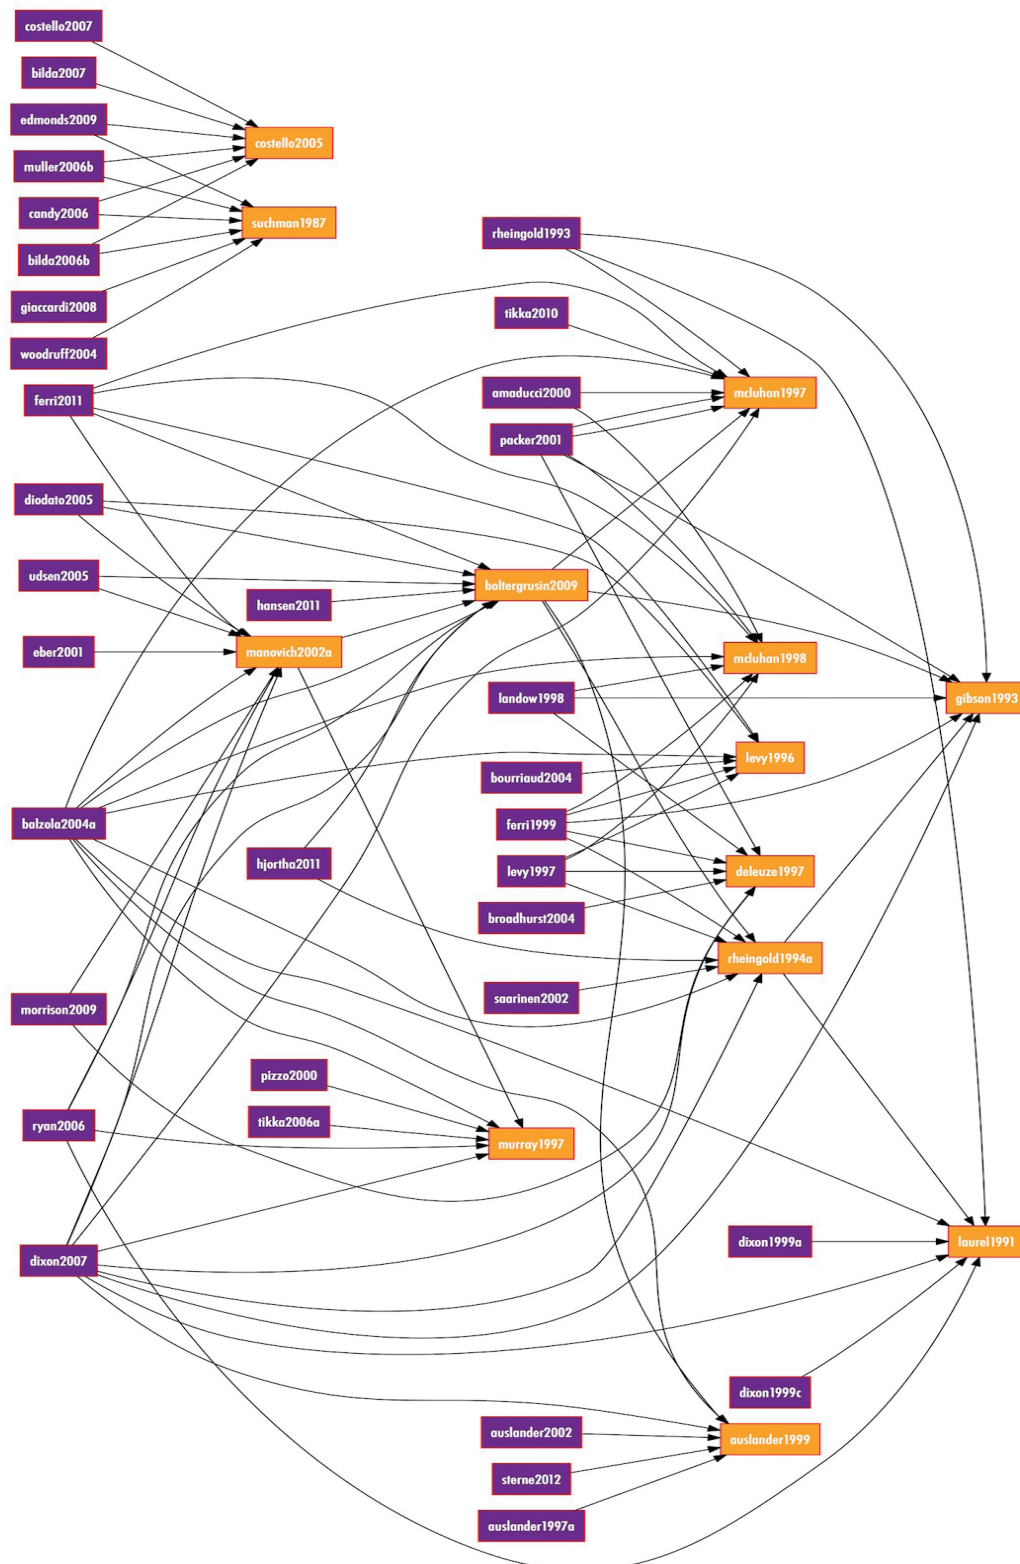 costello2007
bilda2007
edmonds2009
costello2005
muller2006b
candy2006
suchman1987
rheingold1993
bilda2006b
giaccardi2008
tikka2010
woodruff2004
ferri2011
amaducci2000
mcluhan1997
packer2001
diodato2005
udsen2005
boltergrusin2009
hansen2011
eber2001
manovich2002a
mcluhan1998
landow1998
gibson1993
levy1996
bourriaud2004
balzola2004a
ferri1999
hjortha2011
levy1997
deleuze1997
broadhurst2004
rheingold1994a
saarinen2002
morrison2009
pizzo2000
tikka2006a
ryan2006
murray1997
dixon1999a
laurel1991
dixon2007
dixon1999c
auslander2002
auslander1999
sterne2012
auslander1997a